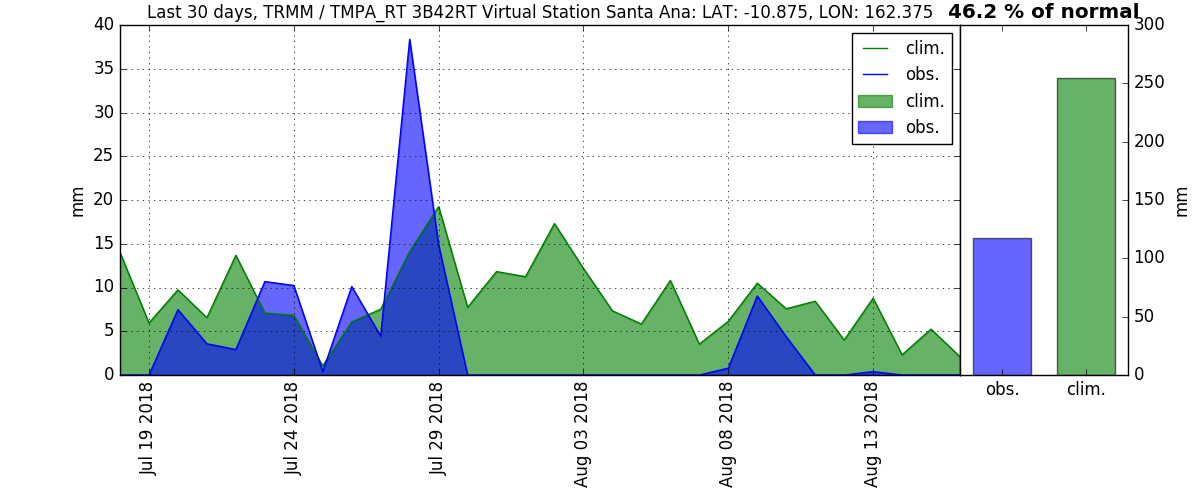 Last 30 days, TRMM / TMPA_RT 3B42RT Virtual Station Santa Ana: LAT: -10.875, LON: 162.375
46.2 % of normal
40
35
30
25
20
15
10
5
0
mm
clim.
obs.
clim.
obs.
Jul 19 2018
Jul 24 2018
Jul 29 2018
Aug 03 2018
Aug 08 2018
Aug 13 2018
300
250
200
150
100
50
0
mm
obs.
clim.